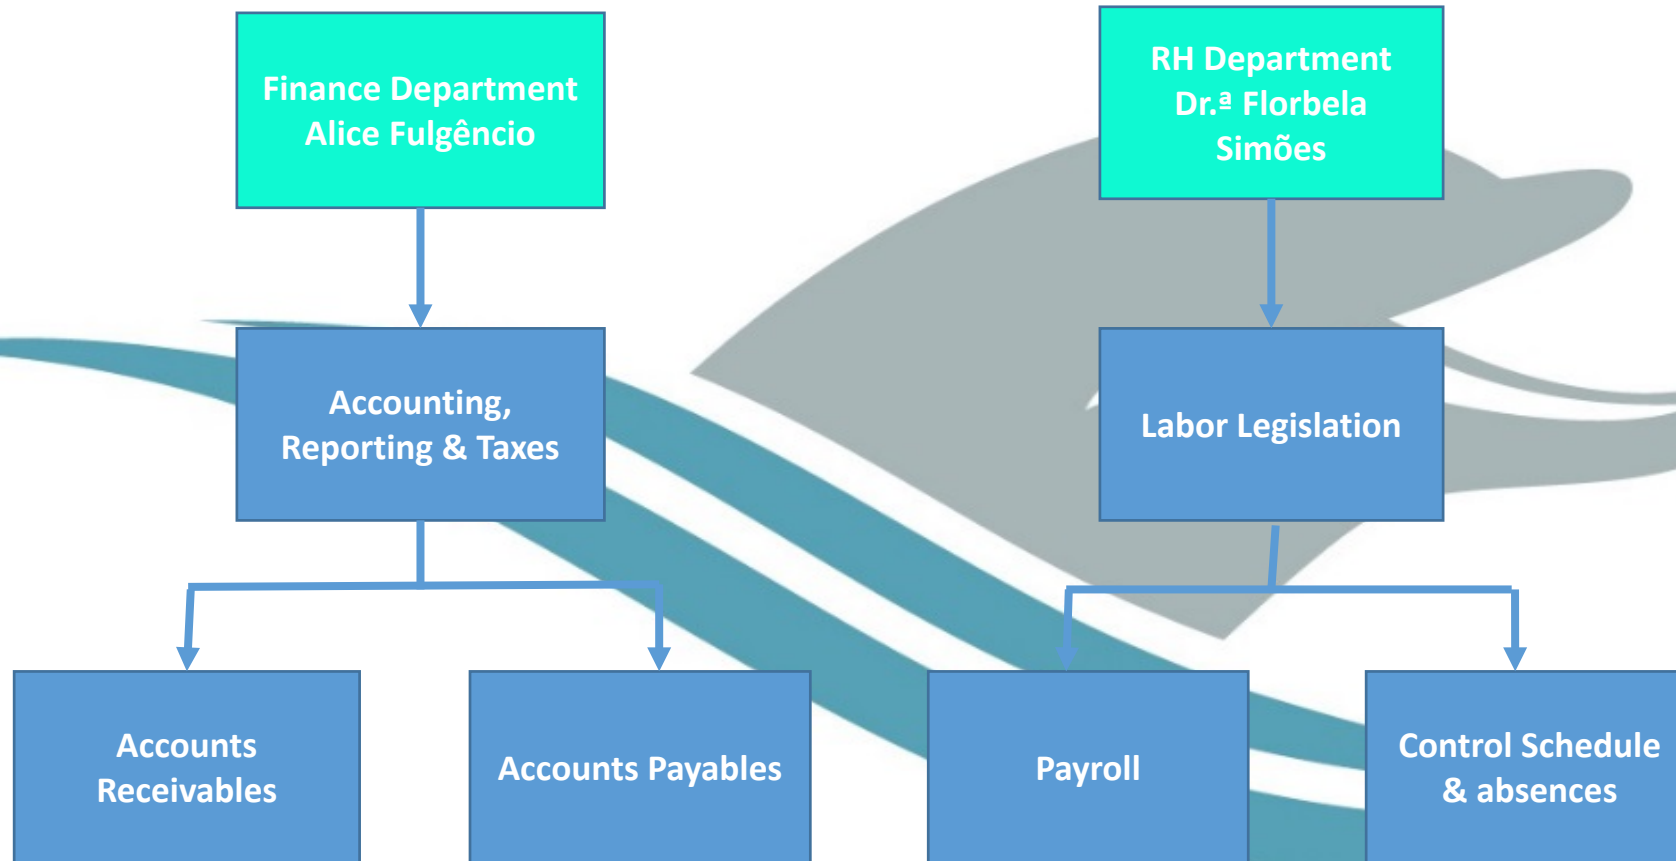 Finance Department
Alice Fulgêncio
RH Department
Dr.ª Florbela
Simões
Accounting,
Reporting & Taxes
Labor Legislation
Accounts
Receivables
Accounts Payables
Payroll
Control Schedule
& absences